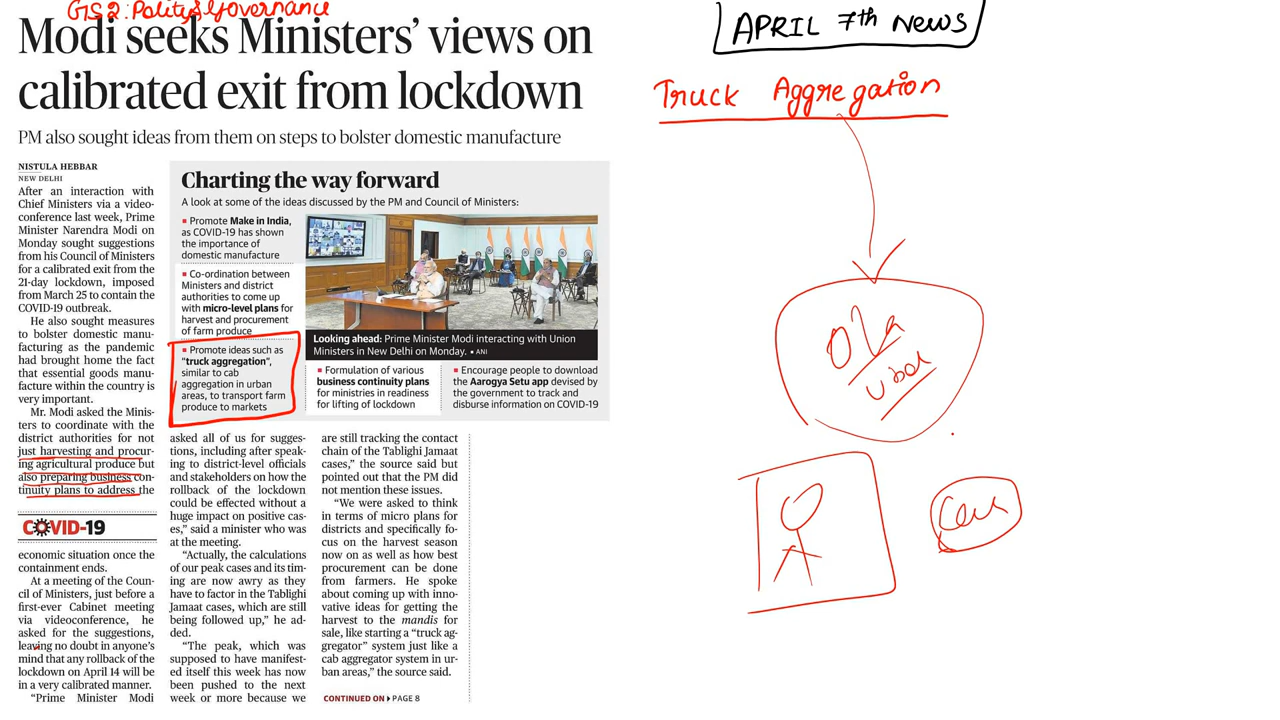 GS2: Polity & Governance
Modi seeks Ministers’ views on
calibrated exit from lockdown
PM also sought ideas from them on steps to bolster domestic manufacture
NISTULA HEBBAR
NEW DELHI
After an interaction with
Chief Ministers via a video-
conference last week, Prime
Minister Narendra Modi on
Monday sought suggestions
from his Council of Ministers
for a calibrated exit from the
21-day lockdown, imposed
from March 25 to contain the
COVID-19 outbreak.
He also sought measures
to bolster domestic manu-
facturing as the pandemic
had brought home the fact
that essential goods manu-
facture within the country is
very important.
Mr. Modi asked the Minis-
ters to coordinate with the
district authorities for not
just harvesting and procur-
ing agricultural produce but
also preparing business con-
tinuity plans to address the
COVID-19
economic situation once the
containment ends.
At a meeting of the Coun-
cil of Ministers, just before a
first-ever Cabinet meeting
via videoconference, he
asked for the suggestions,
leaving no doubt in anyone’s
mind that any rollback of the
lockdown on April 14 will be
in a very calibrated manner.
“Prime Minister Modi
Charting the way forward
A look at some of the ideas discussed by the PM and Council of Ministers:
Promote Make in India,
as COVID-19 has shown
the importance of
domestic manufacture
Co-ordination between
Ministers and district
authorities to come up
with micro-level plans for
harvest and procurement
of farm produce
Promote ideas such as
"truck aggregation",
similar to cab
aggregation in urban
areas, to transport farm
produce to markets
Looking ahead: Prime Minister Modi interacting with Union
Ministers in New Delhi on Monday. ANI
Formulation of various
business continuity plans
for ministries in readiness
for lifting of lockdown
Encourage people to download
the Aarogya Setu app devised by
the government to track and
disburse information on COVID-19
asked all of us for sugges-
tions, including after speak-
ing to district-level officials
and stakeholders on how the
rollback of the lockdown
could be effected without a
huge impact on positive cas-
es,” said a minister who was
at the meeting.
“Actually, the calculations
of our peak cases and its tim-
ing are now awry as they
have to factor in the Tablighi
Jamaat cases, which are still
being followed up,” he ad-
ded.
“The peak, which was
supposed to have manifest-
ed itself this week has now
been pushed to the next
week or more because we
are still tracking the contact
chain of the Tablighi Jamaat
cases,” the source said but
pointed out that the PM did
not mention these issues.
“We were asked to think
in terms of micro plans for
districts and specifically fo-
cus on the harvest season
now on as well as how best
procurement can be done
from farmers. He spoke
about coming up with inno-
vative ideas for getting the
harvest to the mandis for
sale, like starting a “truck ag-
gregator” system just like a
cab aggregator system in ur-
ban areas,” the source said.
CONTINUED ON PAGE 8
APRIL 7th NEWS
Truck Aggregation
Ola